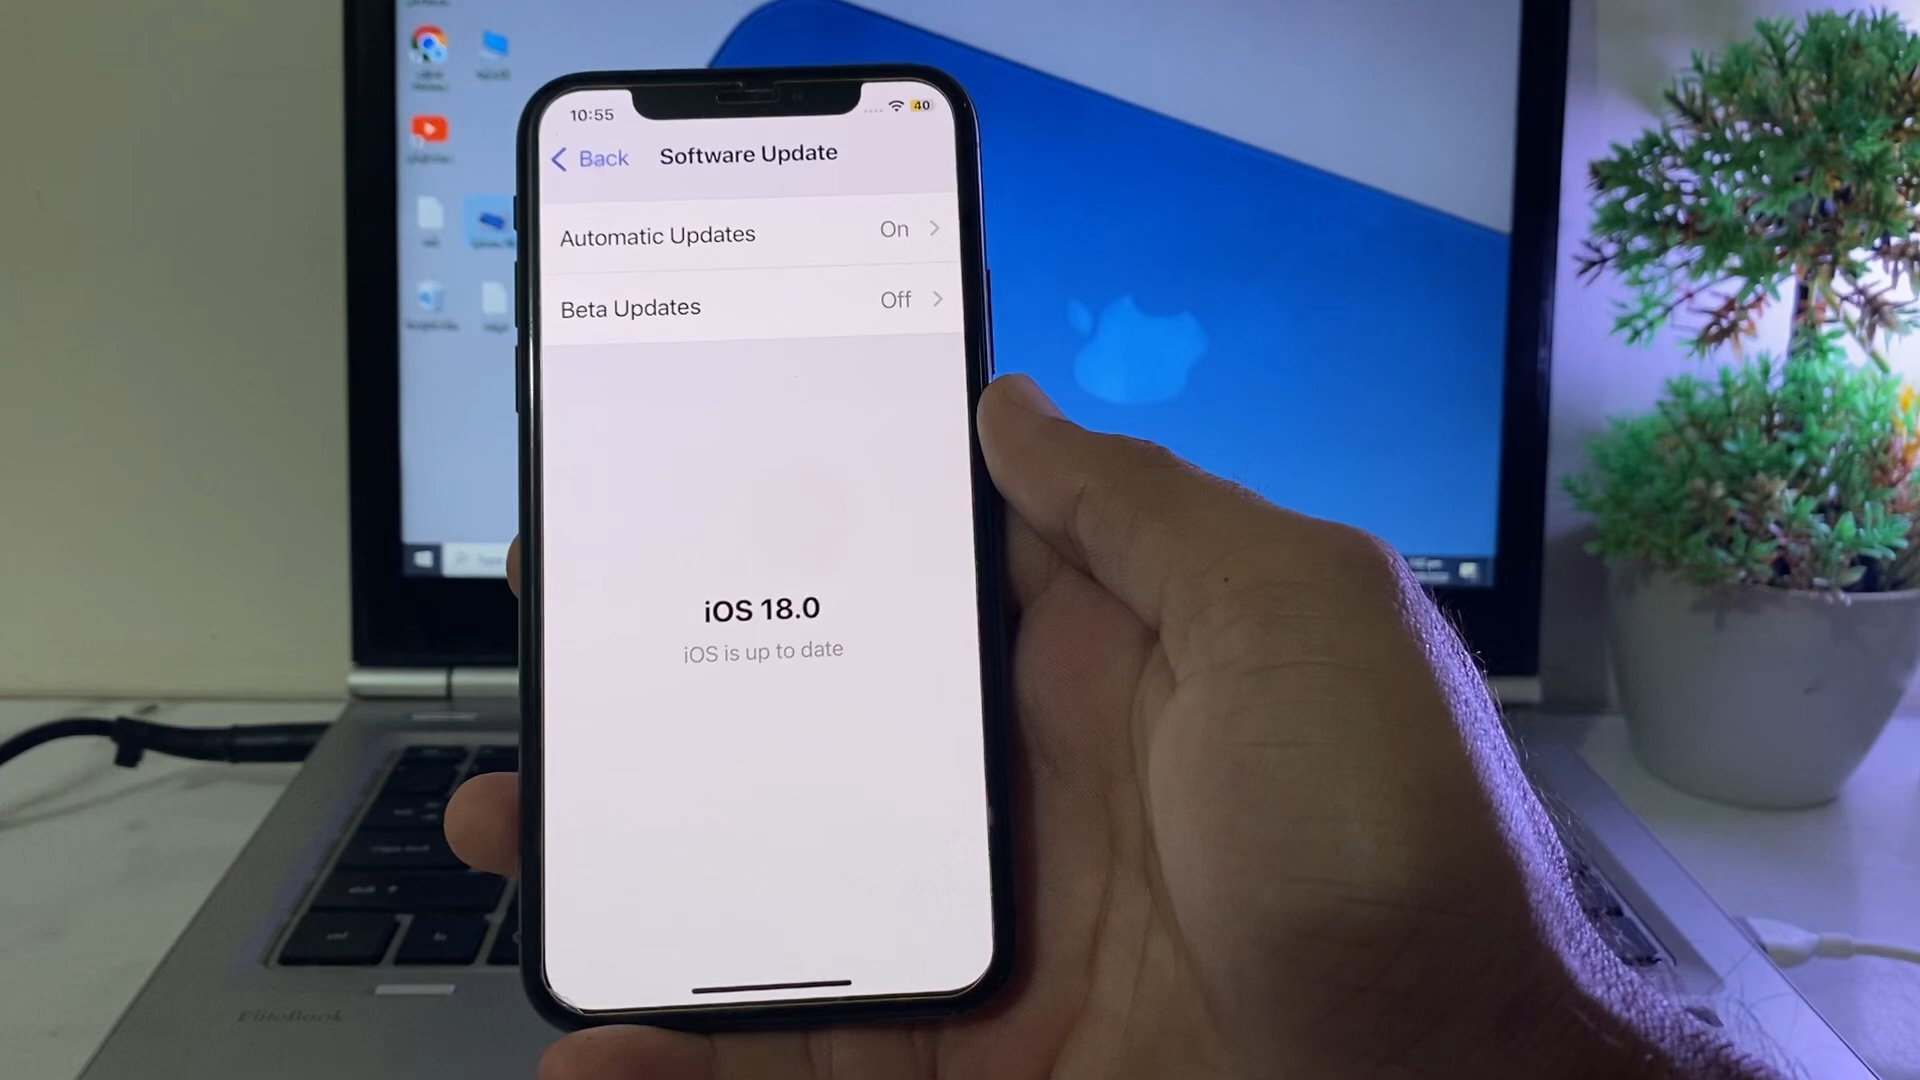 10:55
40
Back
Software Update
Automatic Updates
On
Beta Updates
Off
iOS 18.0
iOS is up to date
EliteBook